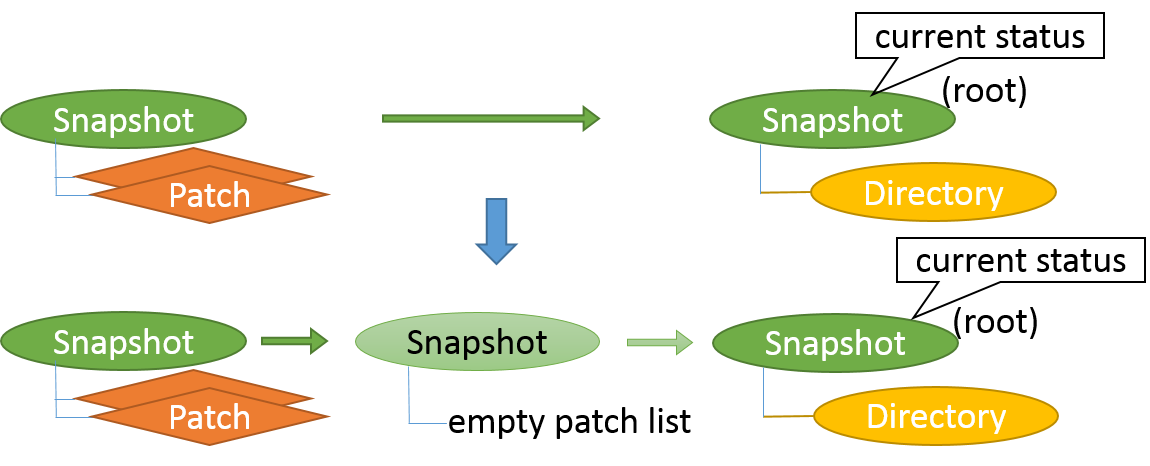 current status
(root)
Snapshot
Snapshot
Patch
Directory
current status
(root)
Snapshot
Snapshot
Snapshot
Patch
empty patch list
Directory